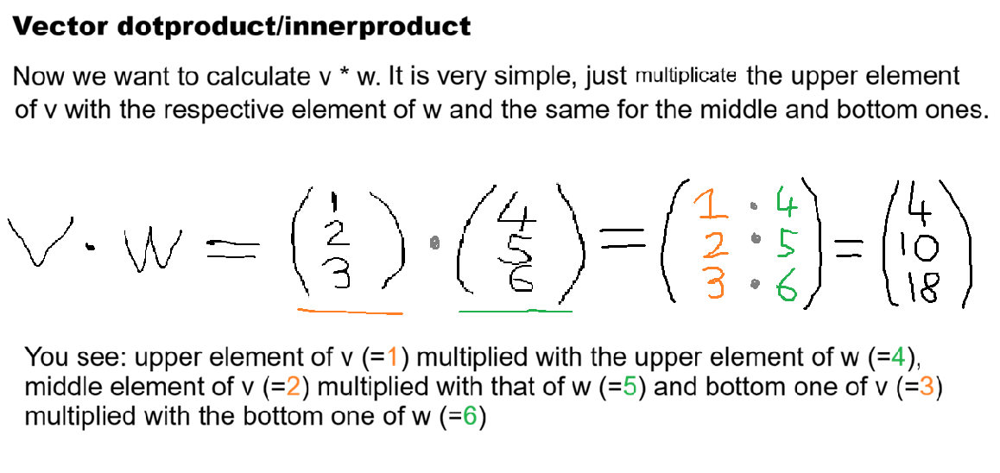 Vector dotproduct/innerproduct
Now we want to calculate v * w. It is very simple, just multiplicate the upper element
of v with the respective element of w and the same for the middle and bottom ones.
V · W = (1 2 3) · (4 5 6) = (1 · 4 2 · 5 3 · 6) = (4 10 18)
You see: upper element of v (=1) multiplied with the upper element of w (=4),
middle element of v (=2) multiplied with that of w (=5) and bottom one of v (=3)
multiplied with the bottom one of w (=6)